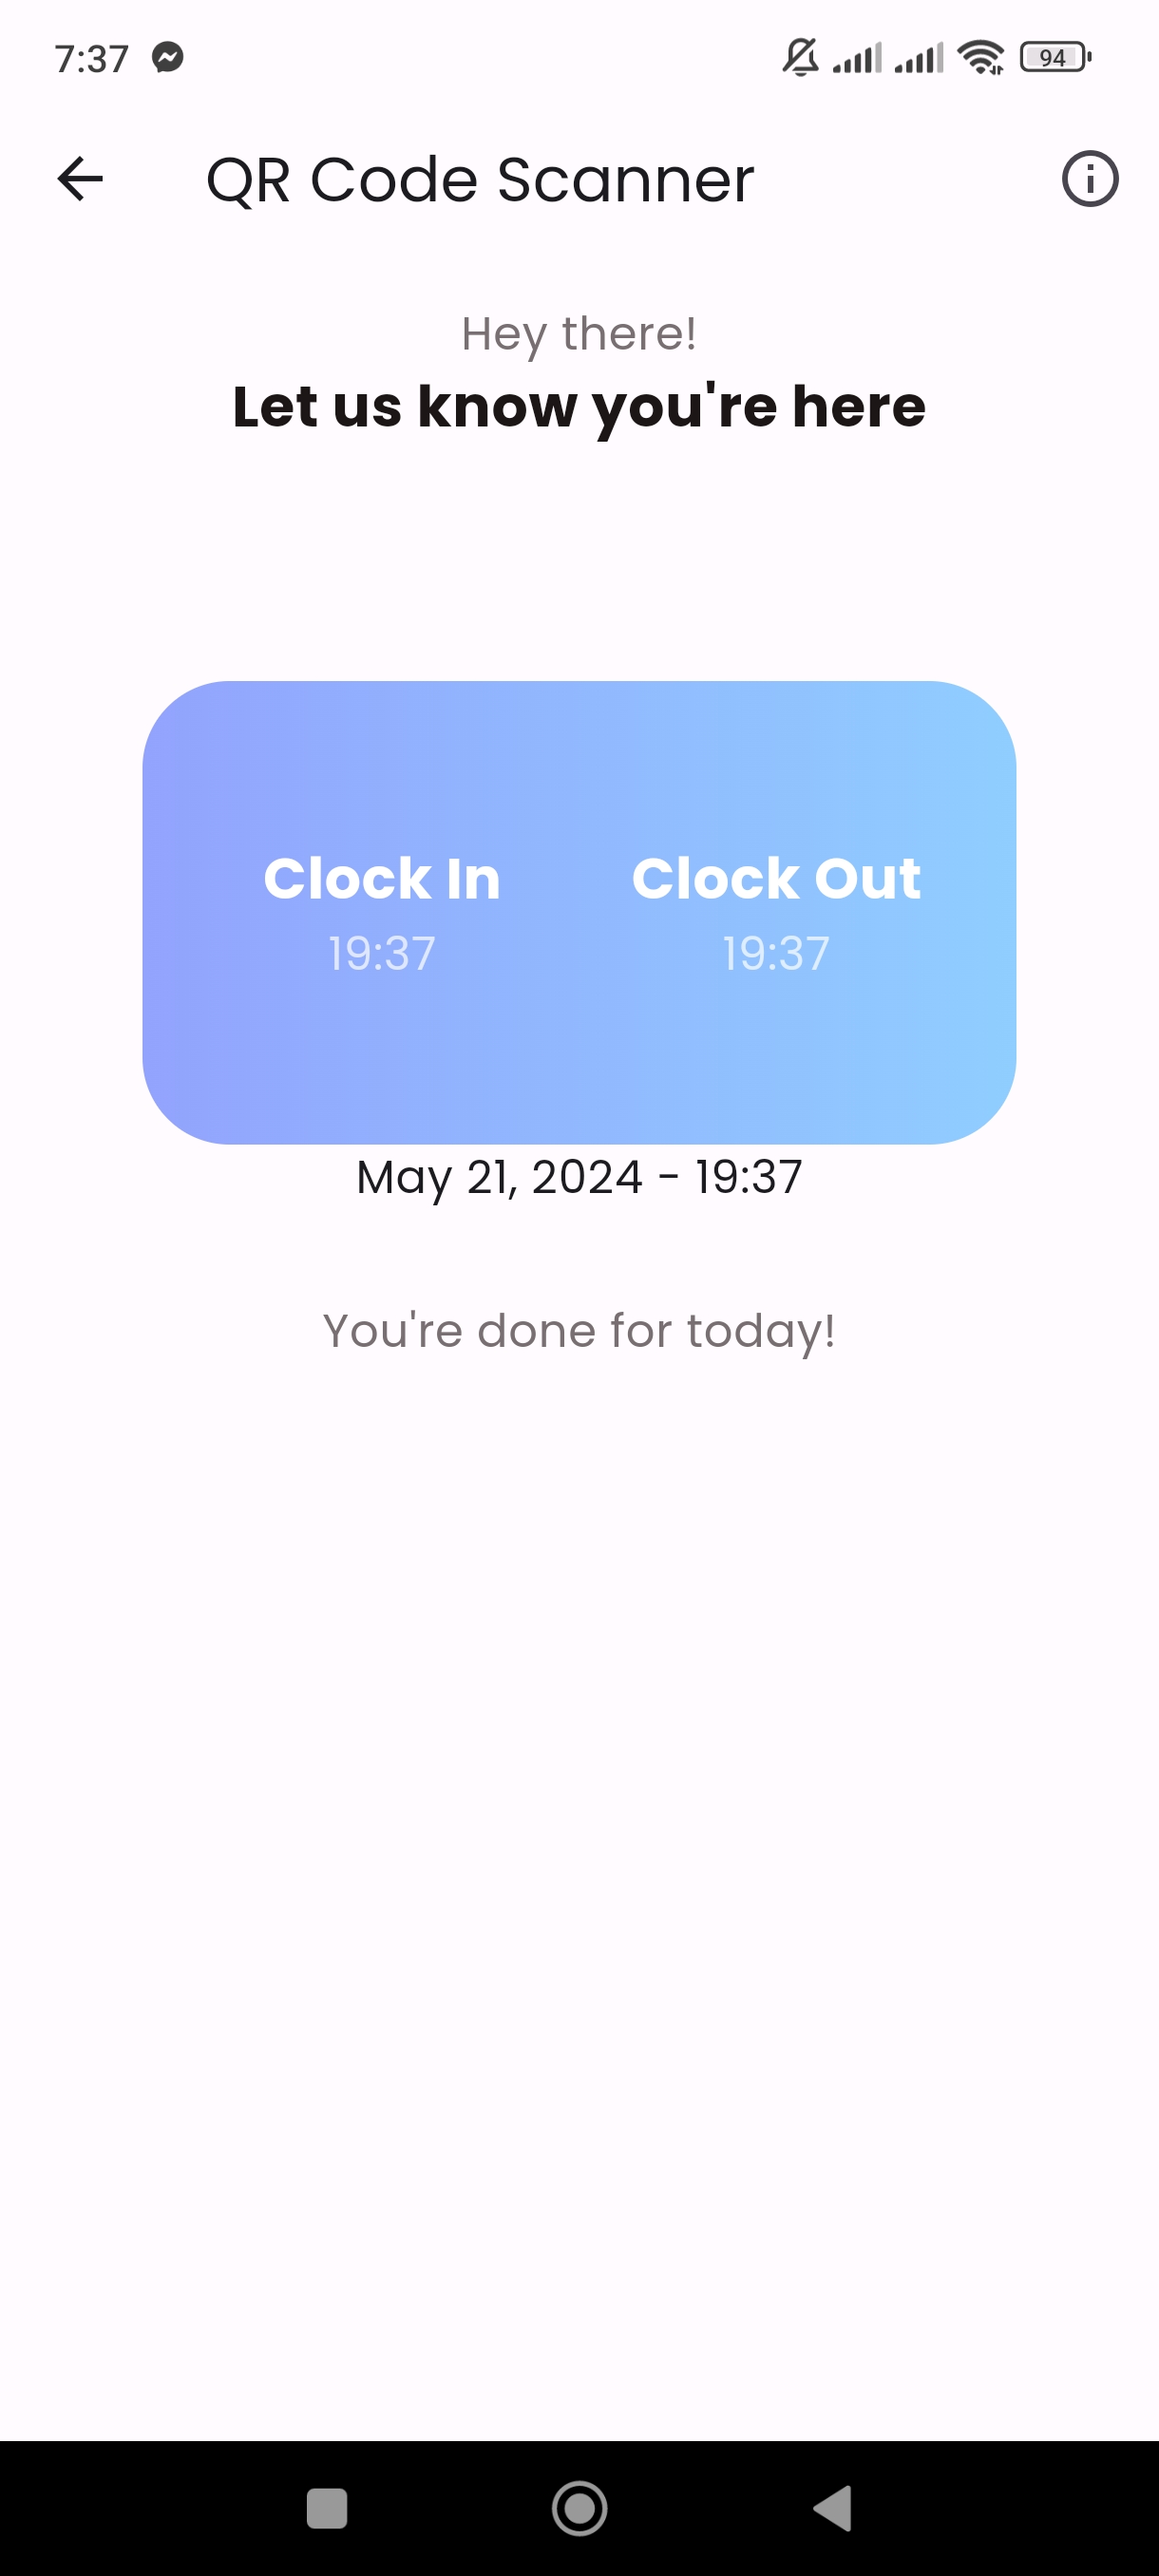 7:37
94
QR Code Scanner
Hey there!
Let us know you're here
Clock In Clock Out
19:37 19:37
May 21, 2024 - 19:37
You're done for today!